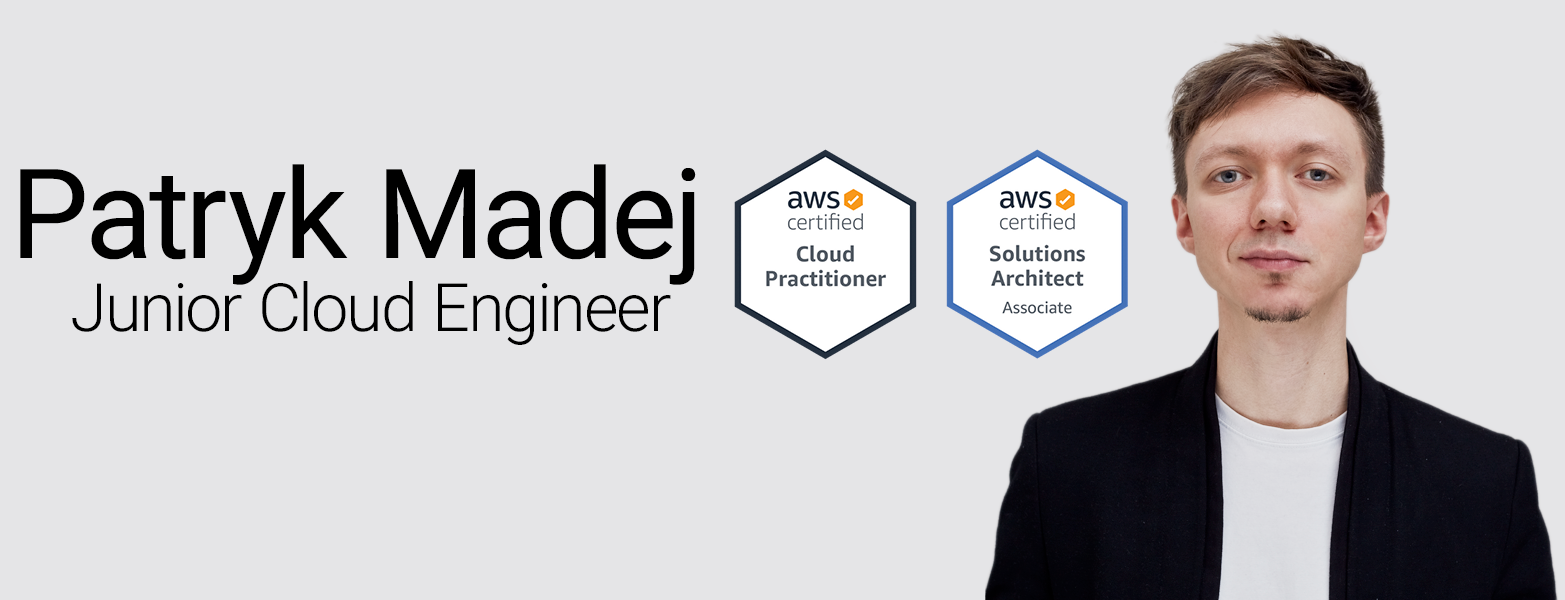 Patryk Madej
Junior Cloud Engineer
aws
certified
Cloud
Practitioner
aws
certified
Solutions
Architect
Associate